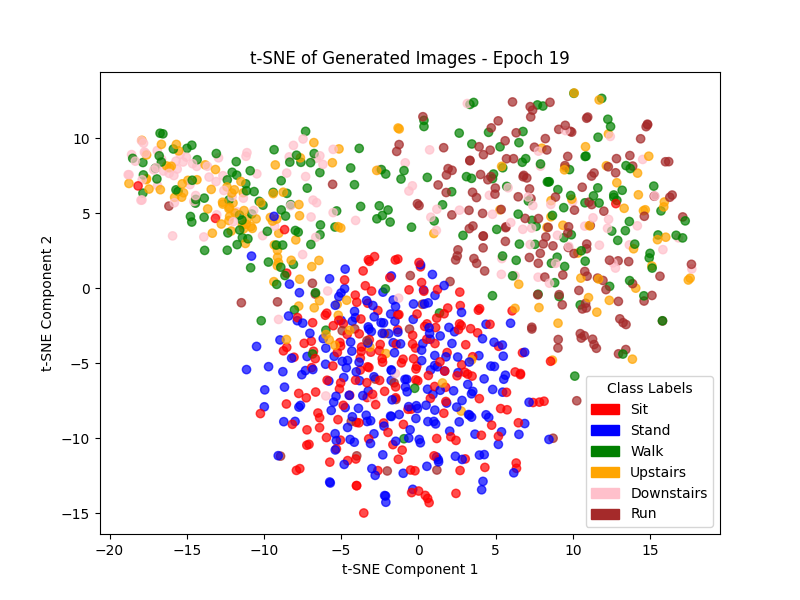 t-SNE of Generated Images - Epoch 19
t-SNE Component 2
10
5
0
−5
−10
−15
Class Labels
Sit
Stand
Walk
Upstairs
Downstairs
Run
−20
−15
−10
−5
0
5
10
15
t-SNE Component 1